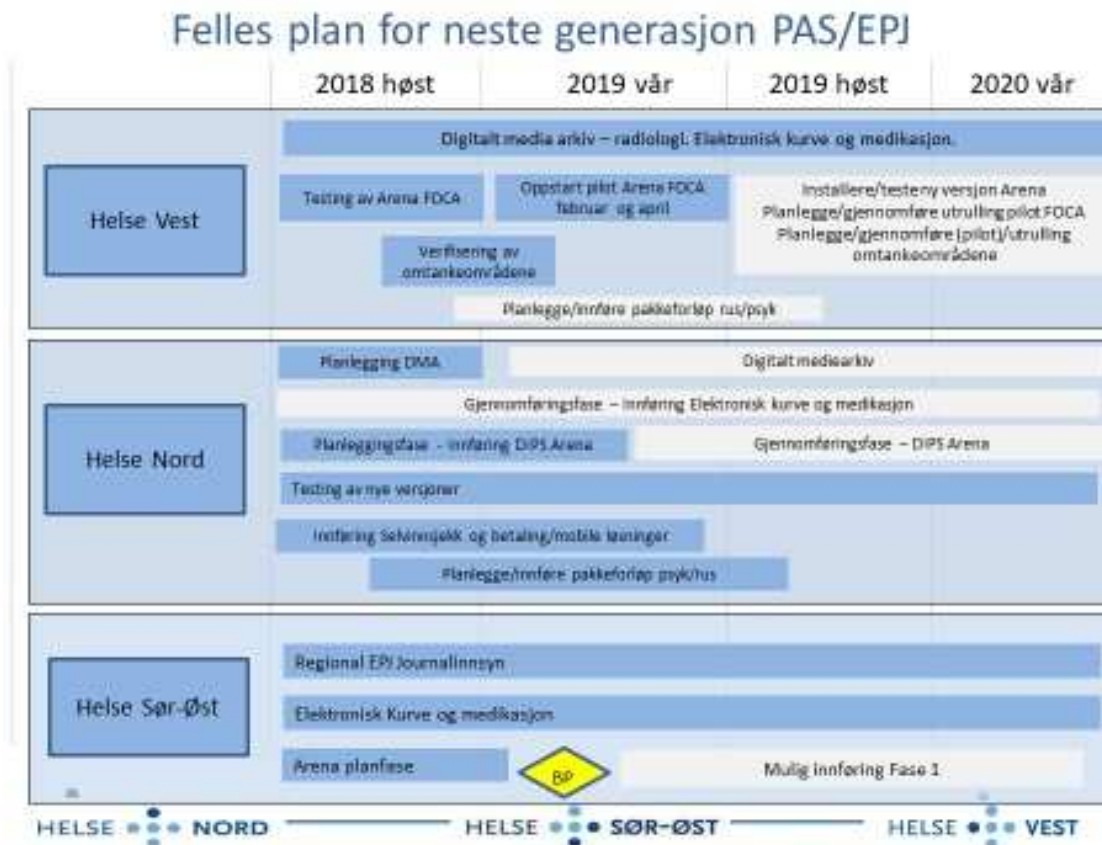 Felles plan for neste generasjon PAS/EPJ
2018 høst 2019 vår 2019 høst 2020 vår
Helse Vest
Digitalt media arkiv – radiologi. Elektronisk kurve og medikasjon.
Testing av Arena FDCA
Oppstart pilot Arena FDCA
februar og april
Installere/teste ny versjon Arena
Planlegge/gjennomføre utrulling pilot FDCA
Planlegge/gjennomføre (pilot)/utrulling
omtankeområdene
Verifisering av
omtankeområdene
Planlegge/innføre pakkeforløp rus/psyk
Helse Nord
Planlegging DMA
Digitalt mediearkiv
Gjennomføringsfase – Innføring Elektronisk kurve og medikasjon
Planleggingsfase - innføring DIPS Arena
Gjennomføringsfase – DIPS Arena
Testing av nye versjoner
Innføring Selvinnsjekk og betaling/mobile løsninger
Planlegge/innføre pakkeforløp psyk/rus
Helse Sør-Øst
Regional EPJ Journalinnsyn
Elektronisk Kurve og medikasjon
Arena planfase
BP
Mulig innføring Fase 1
HELSE NORD
HELSE SØR-ØST
HELSE VEST